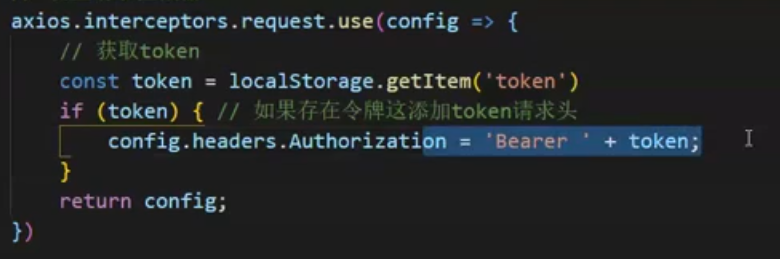 axios.interceptors.request.use(config => {
// 获取token
const token = localStorage.getItem('token')
if (token) { // 如果存在令牌这添加token请求头
config.headers.Authorization = 'Bearer ' + token;
}
return config;
})